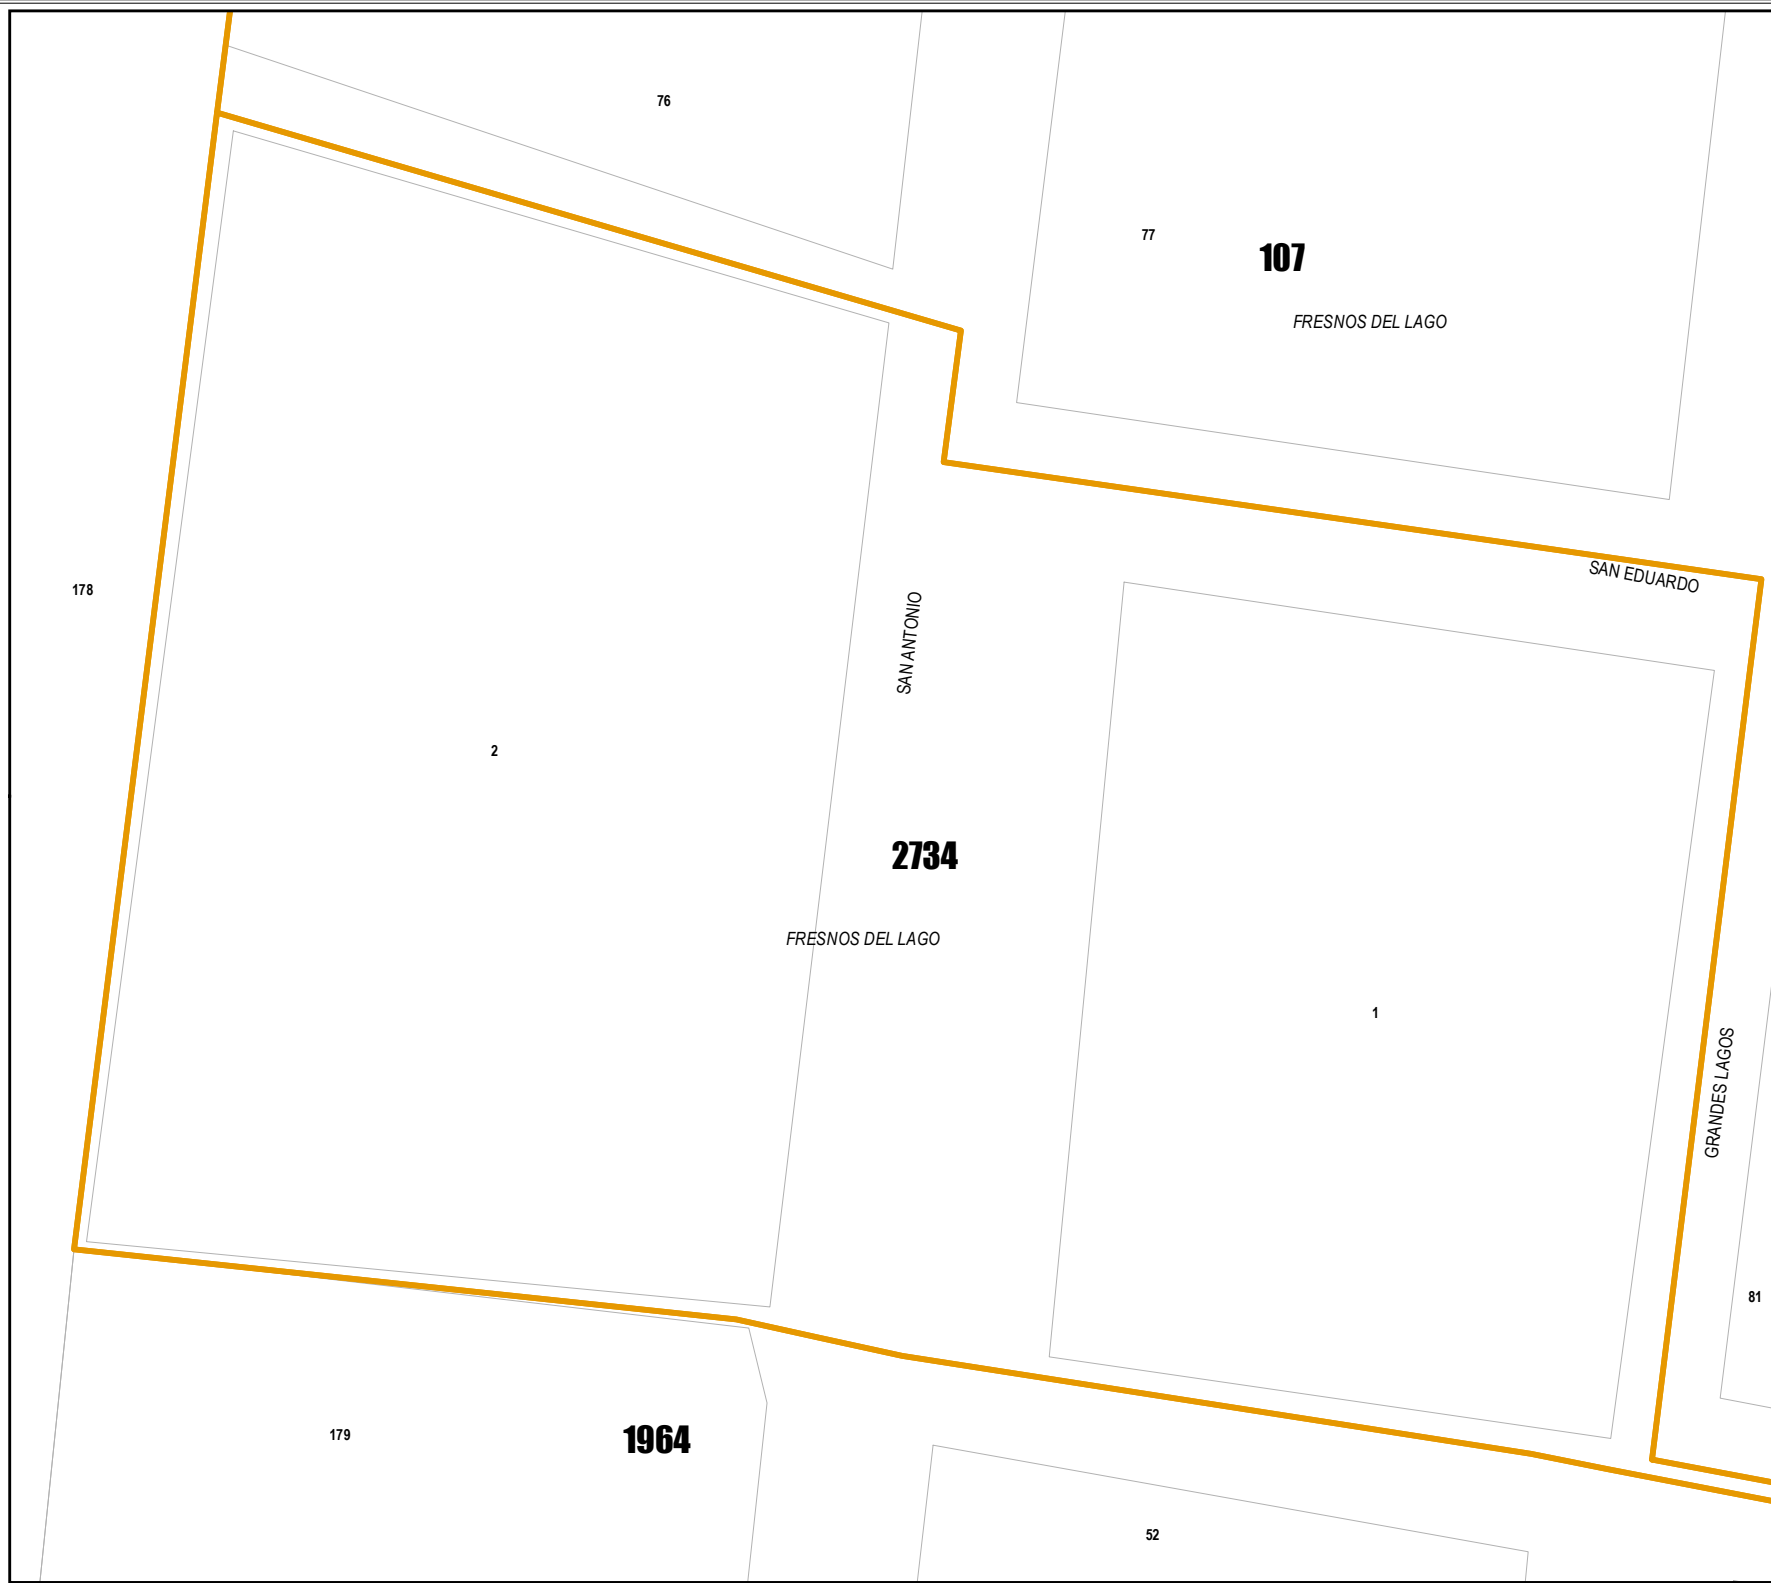 76
77
107
FRESNOS DEL LAGO
SAN EDUARDO
178
SAN ANTONIO
2
2734
FRESNOS DEL LAGO
1
GRANDES LAGOS
81
179
1964
52